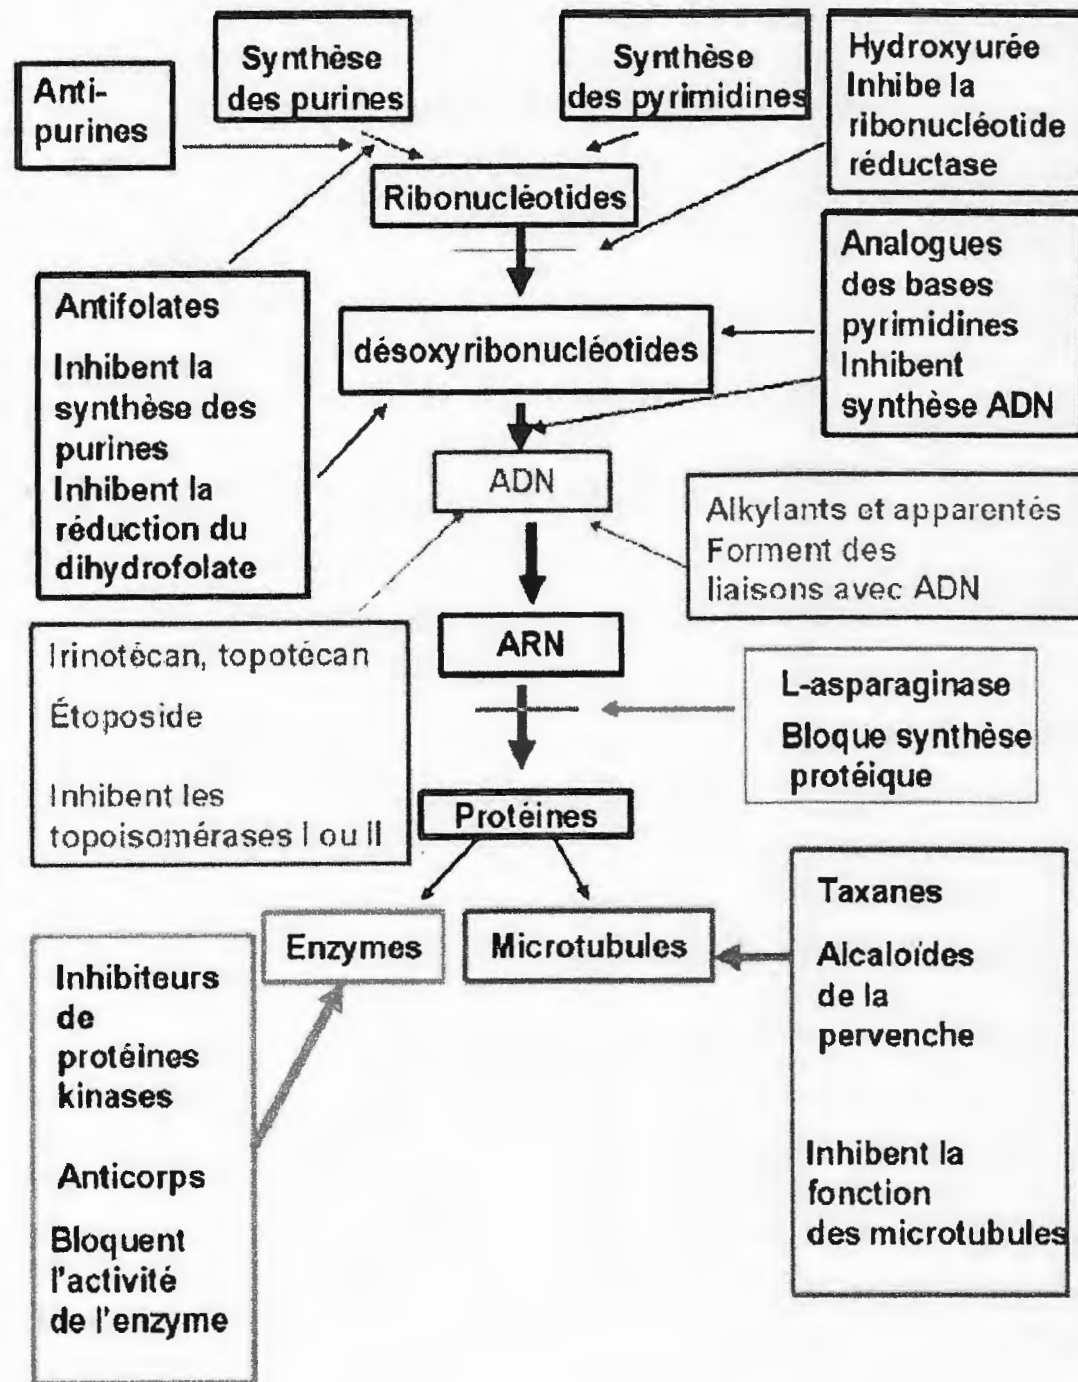 Synthèse
des purines
Synthèse
des pyrimidines
Hydroxyurée
Inhibe la
ribonucléotide
réductase
Anti-
purines
Ribonucléotides
Analogues
des bases
pyrimidines
Inhibent
synthèse ADN
Antifolates
Inhibent la
synthèse des
purines
Inhibent la
réduction du
dihydrofolate
désoxyribonucléotides
ADN
Alkylants et apparentés
Forment des
liaisons avec ADN
Irinotécan, topotécan
Étoposide
Inhibent les
topoisomérases I ou II
ARN
L-asparaginase
Bloque synthèse
protéique
Protéines
Enzymes
Microtubules
Taxanes
Alcaloïdes
de la
pervenche
Inhibent la
fonction
des microtubules
Inhibiteurs
de
protéines
kinases
Anticorps
Bloquent
l'activité
de l'enzyme